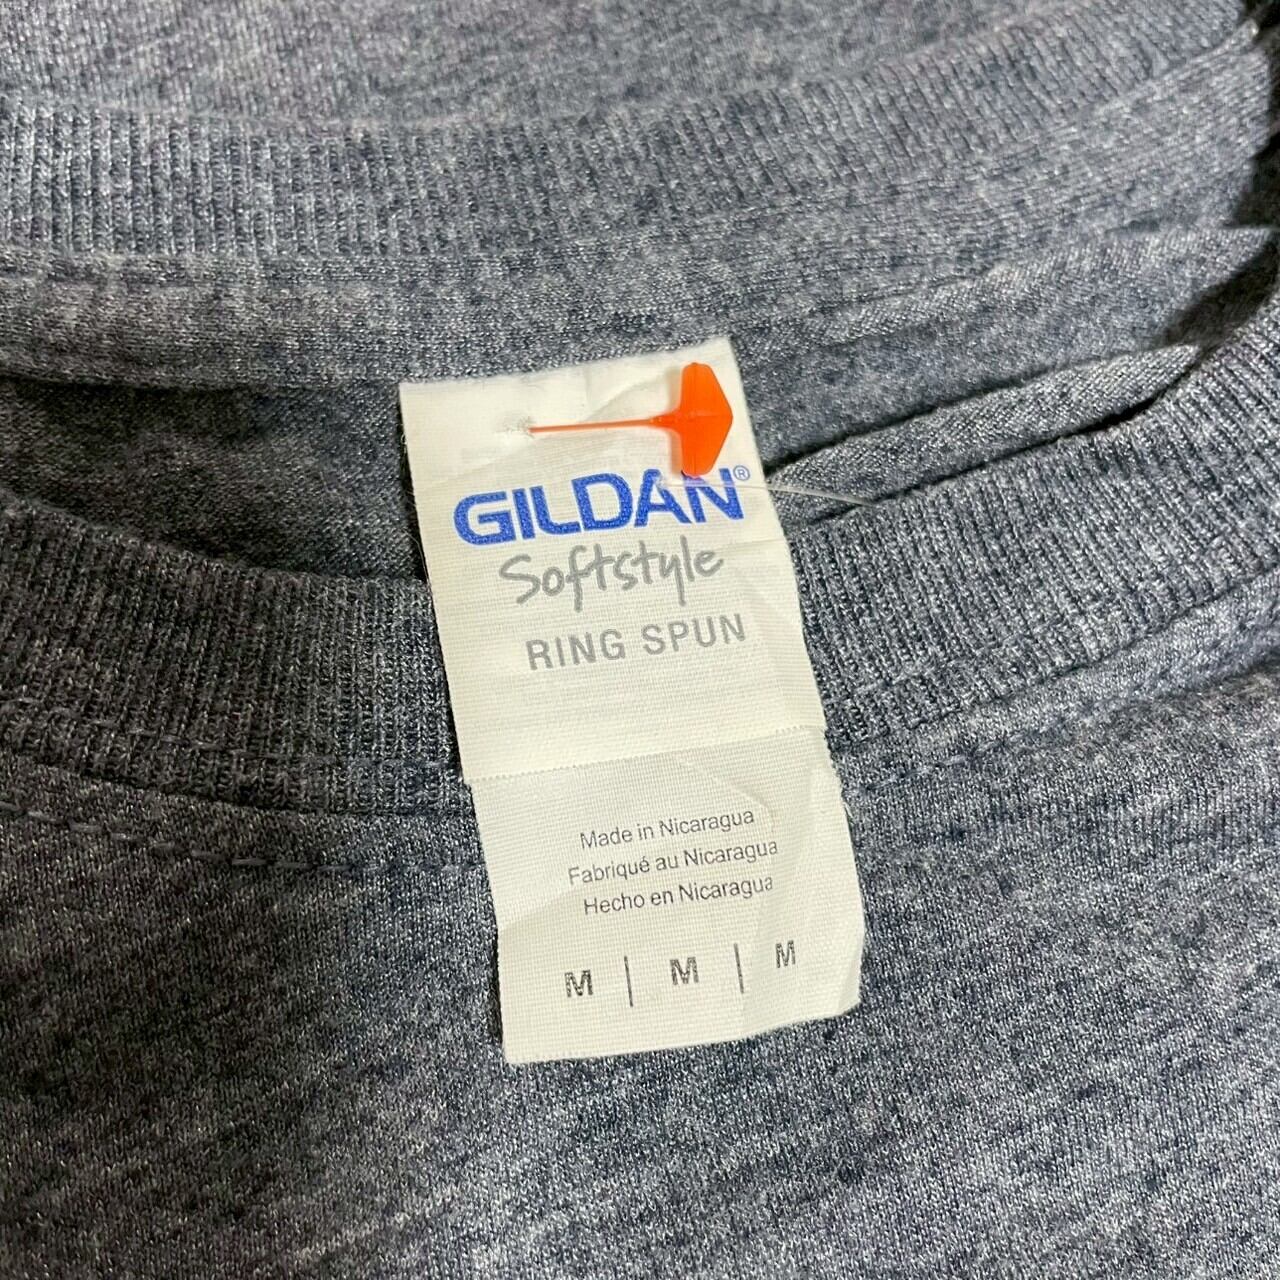 GILDAN®
Softstyle
RING SPUN
Made in Nicaragua
Fabriqué au Nicaragua
Hecho en Nicaragua
M | M | M